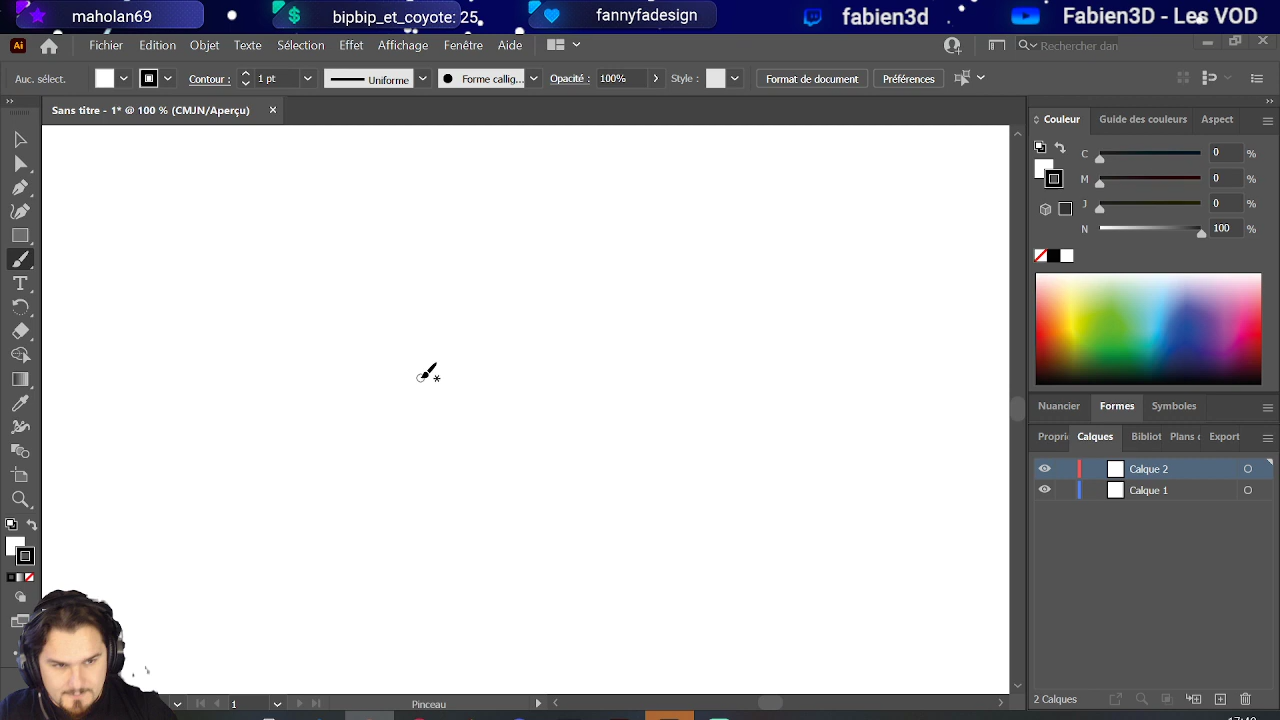 maholan69
bipbip_et_coyote: 25
fannyfadesign
fabien3d
Fabien3D - Les VOD
Ai
Fichier
Edition
Objet
Texte
Sélection
Effet
Affichage
Fenêtre
Aide
Rechercher dan
Auc. sélect.
Contour :
1 pt
Uniforme
Forme callig...
Opacité :
100%
Style :
Format de document
Préférences
Sans titre - 1* @ 100 % (CMJN/Aperçu)
Couleur
Guide des couleurs
Aspect
C
0
%
M
0
%
J
0
%
N
100
%
Nuancier
Formes
Symboles
Propri
Calques
Bibliot
Plans
Export
Calque 2
Calque 1
2 Calques
1
Pinceau